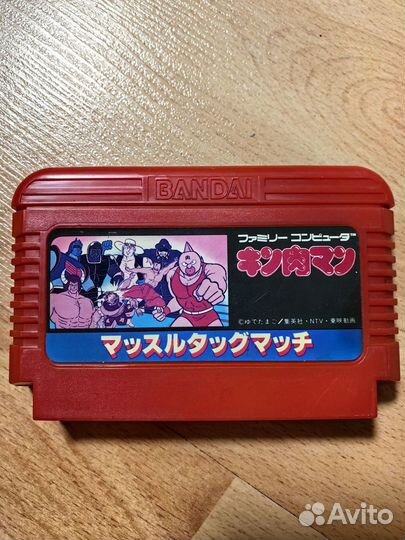 BANDAI
ファミリー コンピュータ™
キン肉マン
©ゆでたまご／集英社・NTV・東映動画
マッスルタッグマッチ
Avito